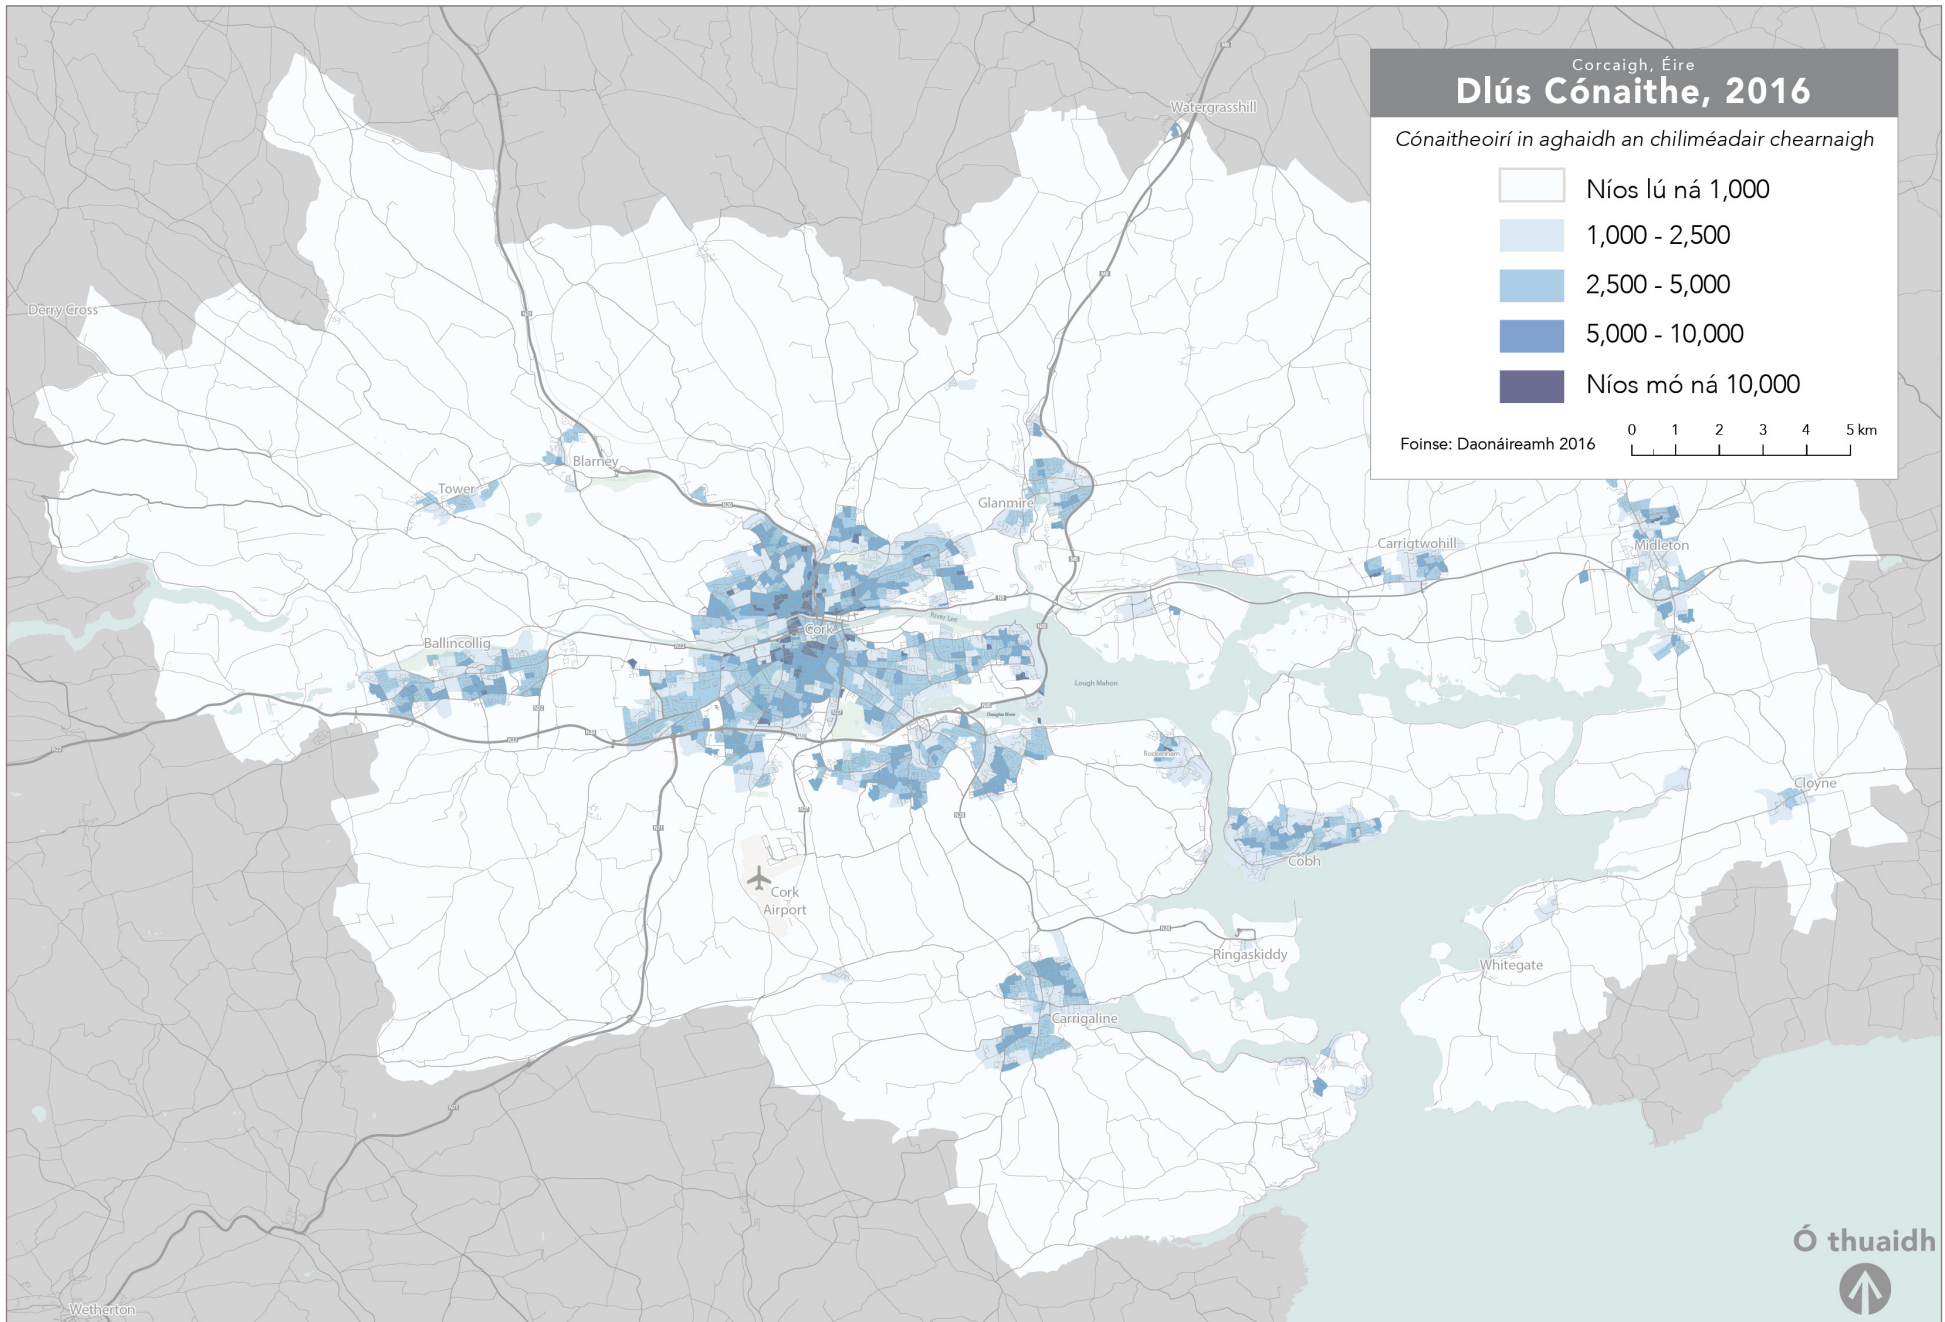 Corcaigh, Éire
Dlús Cónaithe, 2016
Cónaitheoirí in aghaidh an chiliméadair chearnaigh
Níos lú ná 1,000
1,000 - 2,500
2,500 - 5,000
5,000 - 10,000
Níos mó ná 10,000
Foinse: Daonáireamh 2016
0 1 2 3 4 5 km
Watergrasshill
Derry Cross
Blarney
Tower
Glanmire
Carrigtwohill
Midleton
River Lee
Cork
Ballincollig
Lough Mahon
Douglas River
Rockenham
Cloyne
Cobh
Cork
Airport
Ringaskiddy
Whitegate
Carrigaline
Wetherton
Ó thuaidh